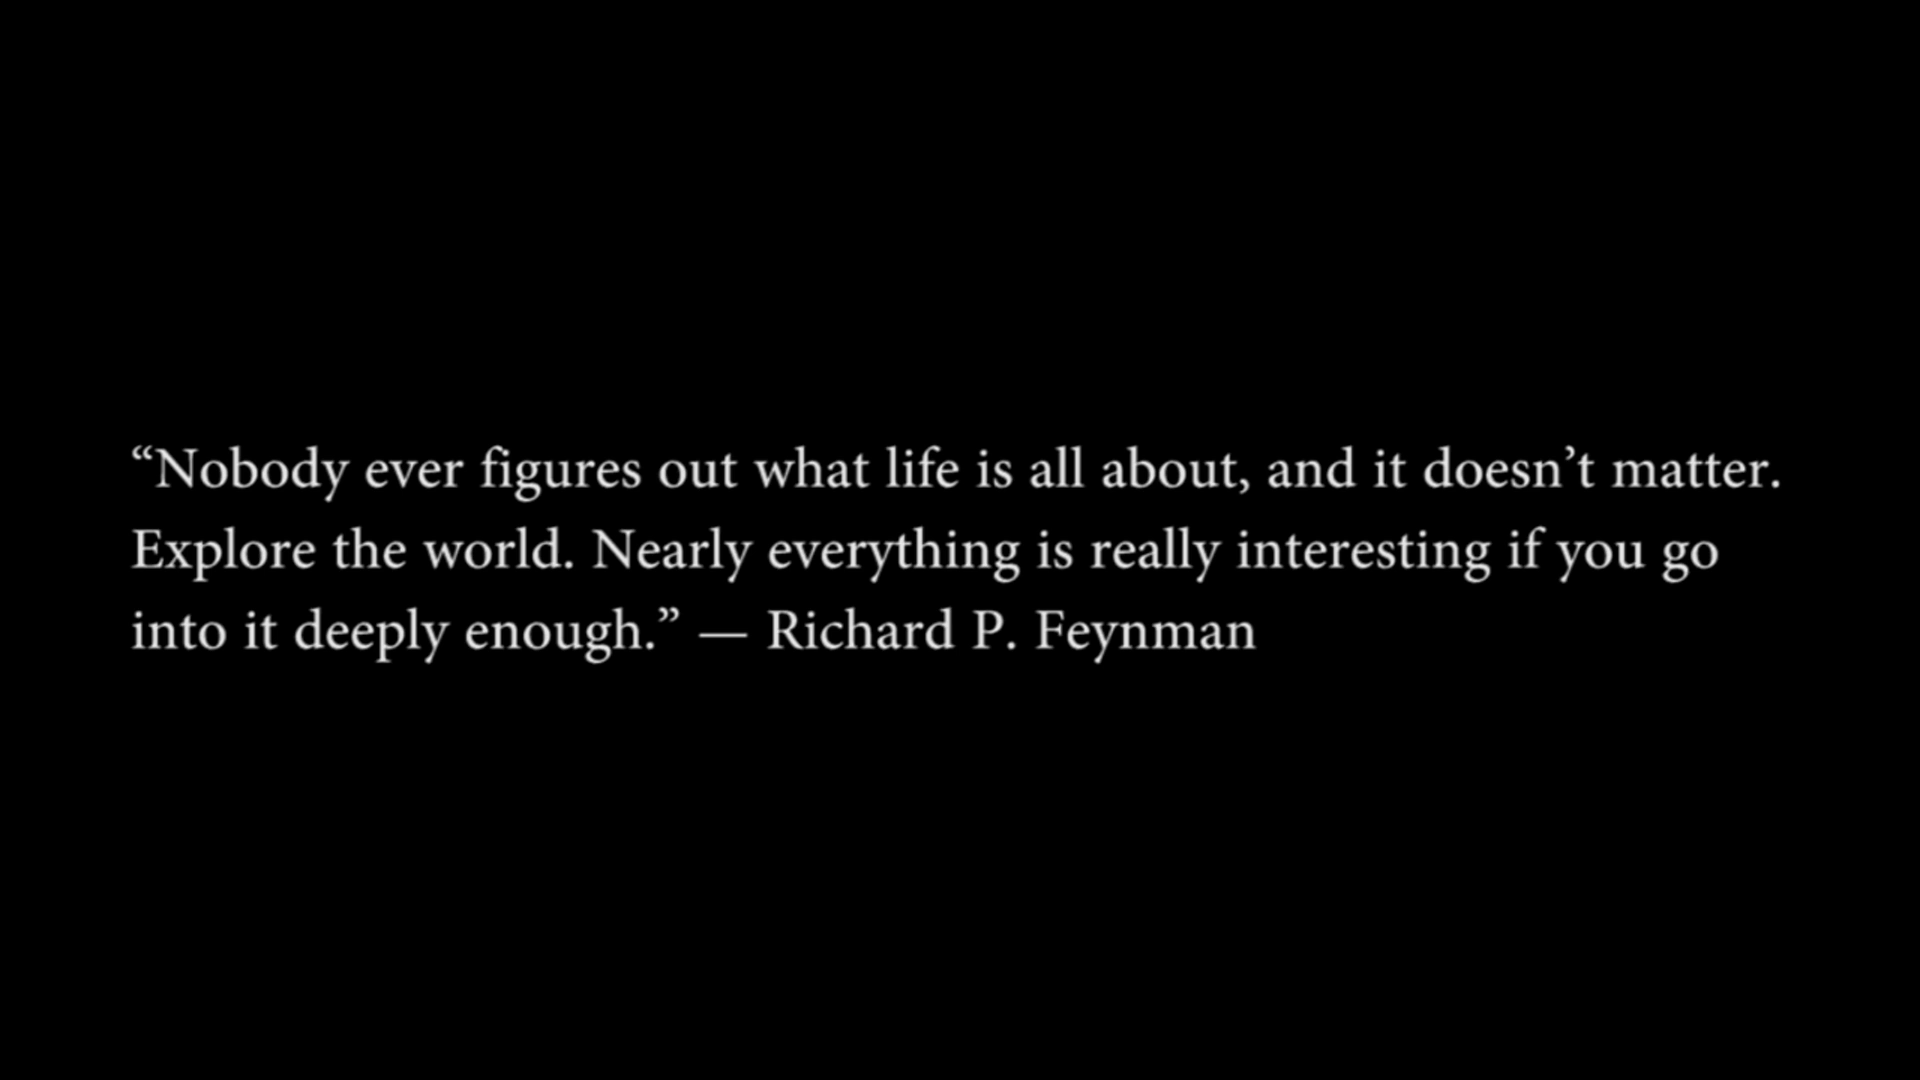 “Nobody ever figures out what life is all about, and it doesn’t matter.
Explore the world. Nearly everything is really interesting if you go
into it deeply enough.” — Richard P. Feynman